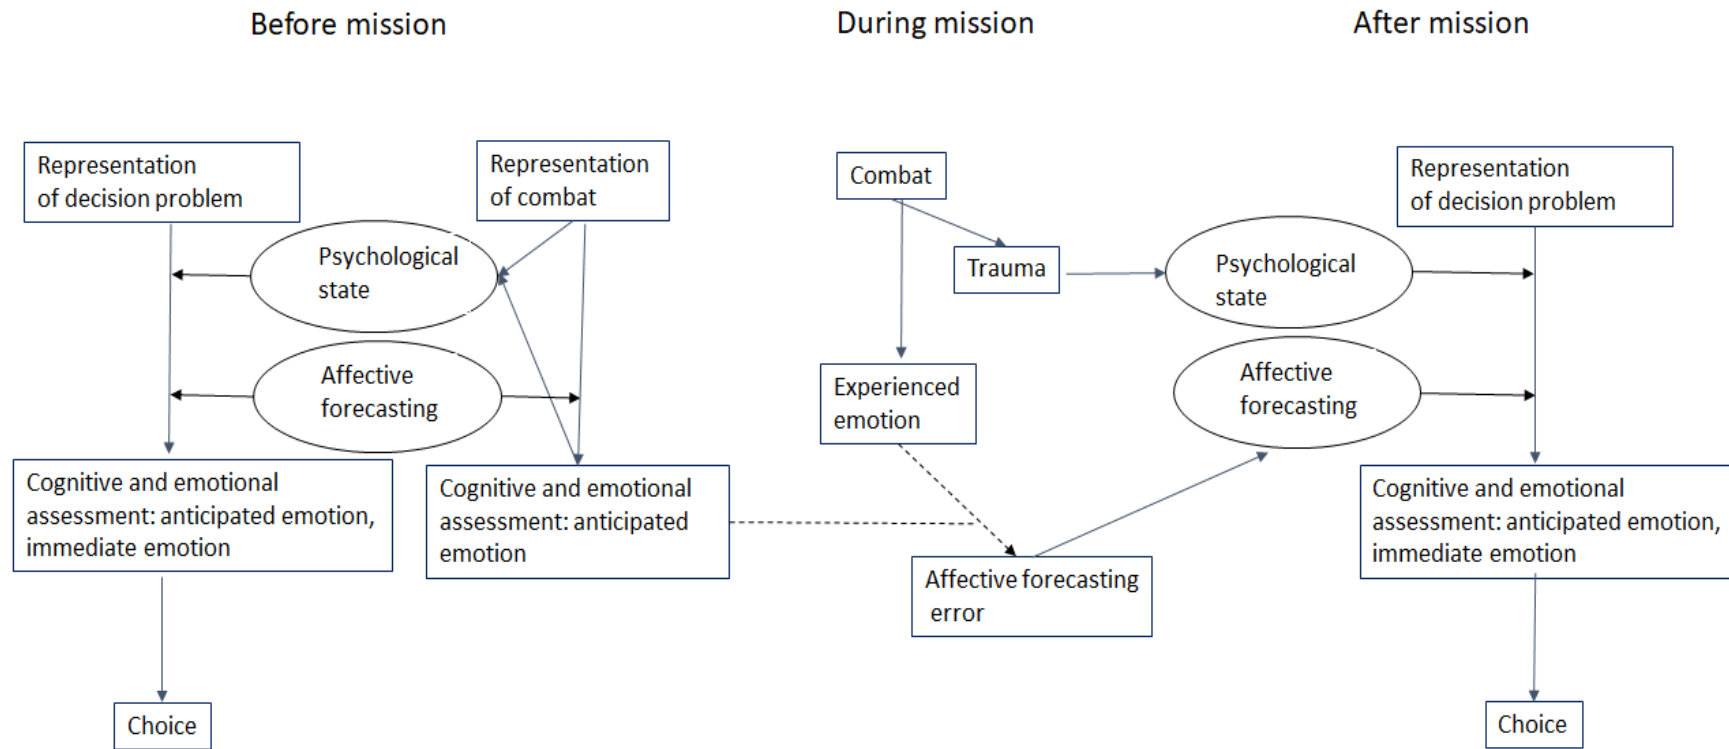 Before mission
During mission
After mission
Representation
of decision problem
Representation
of combat
Psychological
state
Affective
forecasting
Cognitive and emotional
assessment: anticipated emotion,
immediate emotion
Cognitive and emotional
assessment: anticipated
emotion
Choice
Combat
Trauma
Experienced
emotion
Affective forecasting
error
Representation
of decision problem
Psychological
state
Affective
forecasting
Cognitive and emotional
assessment: anticipated emotion,
immediate emotion
Choice